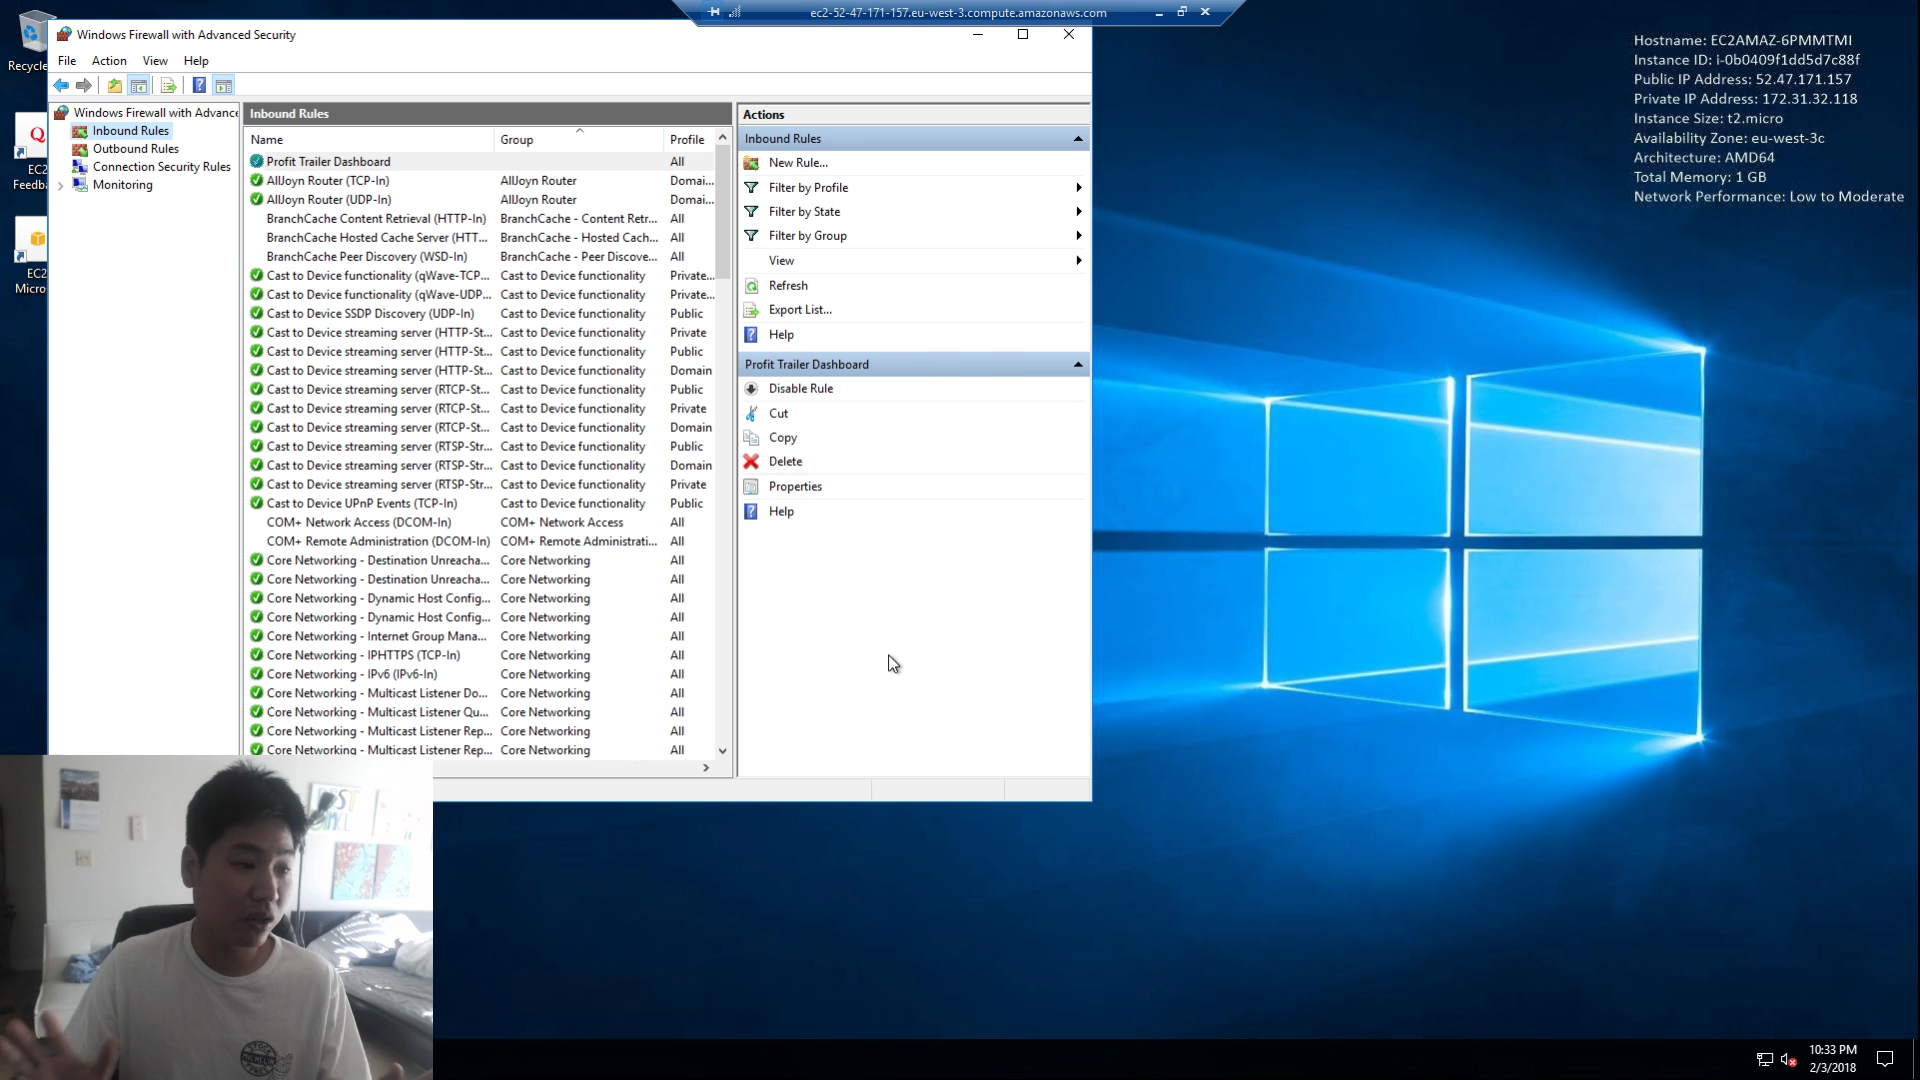 ec2-52-47-171-157.eu-west-3.compute.amazonaws.com
Hostname: EC2AMAZ-6PMMTMI
Instance ID: i-0b0409f1dd5d7c88f
Public IP Address: 52.47.171.157
Private IP Address: 172.31.32.118
Instance Size: t2.micro
Availability Zone: eu-west-3c
Architecture: AMD64
Total Memory: 1 GB
Network Performance: Low to Moderate
Recycle
EC2
Feedb
EC2
Micro
Windows Firewall with Advanced Security
File Action View Help
Windows Firewall with Advance
Inbound Rules
Outbound Rules
Connection Security Rules
Monitoring
Inbound Rules
Name Group Profile
Profit Trailer Dashboard All
AllJoyn Router (TCP-In) AllJoyn Router Domai...
AllJoyn Router (UDP-In) AllJoyn Router Domai...
BranchCache Content Retrieval (HTTP-In) BranchCache - Content Retr... All
BranchCache Hosted Cache Server (HTT... BranchCache - Hosted Cach... All
BranchCache Peer Discovery (WSD-In) BranchCache - Peer Discove... All
Cast to Device functionality (qWave-TCP... Cast to Device functionality Private...
Cast to Device functionality (qWave-UDP... Cast to Device functionality Private...
Cast to Device SSDP Discovery (UDP-In) Cast to Device functionality Public
Cast to Device streaming server (HTTP-St... Cast to Device functionality Private
Cast to Device streaming server (HTTP-St... Cast to Device functionality Public
Cast to Device streaming server (HTTP-St... Cast to Device functionality Domain
Cast to Device streaming server (RTCP-St... Cast to Device functionality Public
Cast to Device streaming server (RTCP-St... Cast to Device functionality Private
Cast to Device streaming server (RTCP-St... Cast to Device functionality Domain
Cast to Device streaming server (RTSP-Str... Cast to Device functionality Public
Cast to Device streaming server (RTSP-Str... Cast to Device functionality Domain
Cast to Device streaming server (RTSP-Str... Cast to Device functionality Private
Cast to Device UPnP Events (TCP-In) Cast to Device functionality Public
COM+ Network Access (DCOM-In) COM+ Network Access All
COM+ Remote Administration (DCOM-In) COM+ Remote Administrati... All
Core Networking - Destination Unreacha... Core Networking All
Core Networking - Destination Unreacha... Core Networking All
Core Networking - Dynamic Host Config... Core Networking All
Core Networking - Dynamic Host Config... Core Networking All
Core Networking - Internet Group Mana... Core Networking All
Core Networking - IPHTTPS (TCP-In) Core Networking All
Core Networking - IPv6 (IPv6-In) Core Networking All
Core Networking - Multicast Listener Do... Core Networking All
Core Networking - Multicast Listener Qu... Core Networking All
Core Networking - Multicast Listener Rep... Core Networking All
Core Networking - Multicast Listener Rep... Core Networking All
Actions
Inbound Rules
New Rule...
Filter by Profile
Filter by State
Filter by Group
View
Refresh
Export List...
Help
Profit Trailer Dashboard
Disable Rule
Cut
Copy
Delete
Properties
Help
10:33 PM
2/3/2018